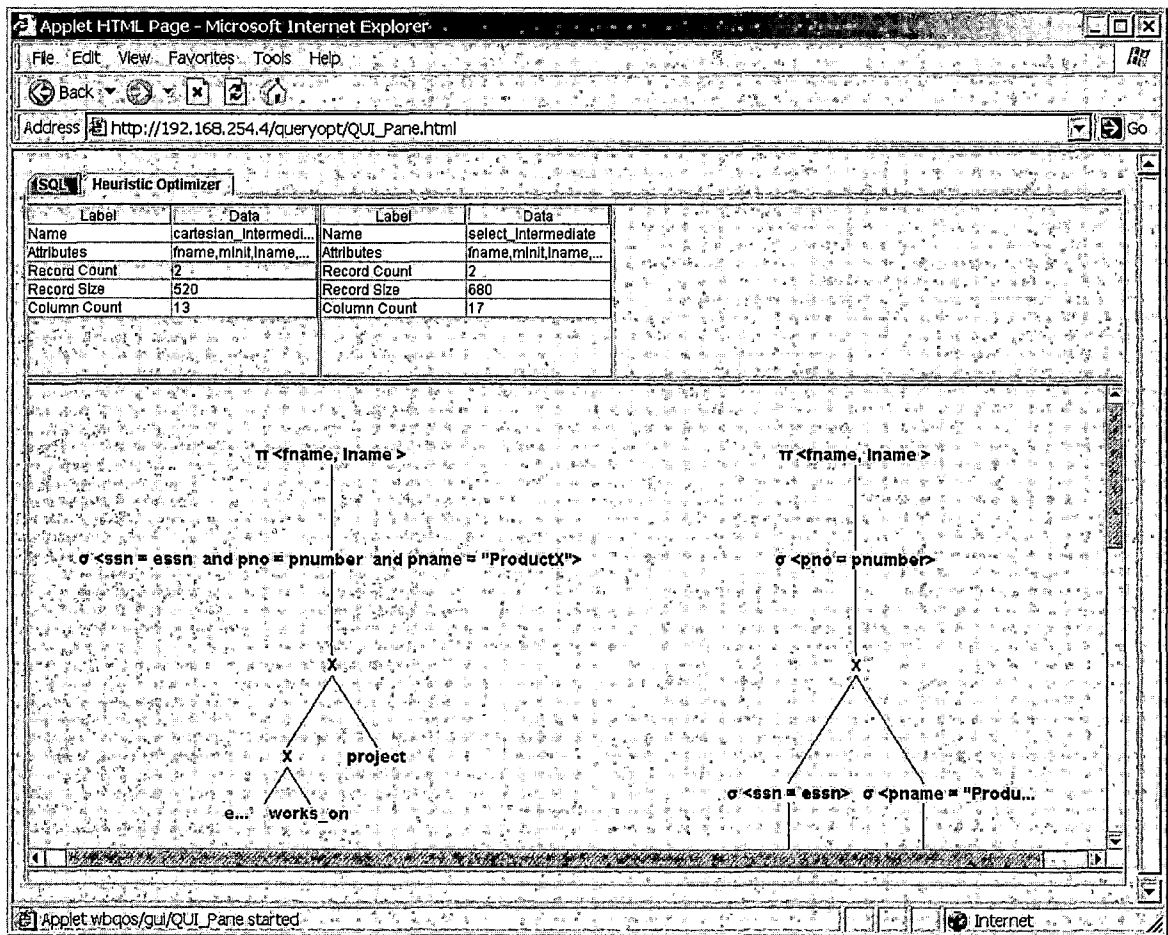 Applet HTML Page - Microsoft Internet Explorer
File Edit View Favorites Tools Help
Back
Address http://192.168.254.4/queryopt/QUI_Pane.html Go
SQL Heuristic Optimizer
Label Data Label Data
Name cartesian_Intermedi... Name select_Intermediate
Attributes fname,minit,lname,... Attributes fname,minit,lname,...
Record Count 2 Record Count 2
Record Size 520 Record Size 680
Column Count 13 Column Count 17
π <fname, lname > π <fname, lname >
σ <ssn = essn and pno = pnumber and pname = "ProductX"> σ <pno = pnumber>
X X
X project
σ <ssn = essn> σ <pname = "Produ...
e... works_on
Applet wbqos/gui/QUI_Pane started Internet